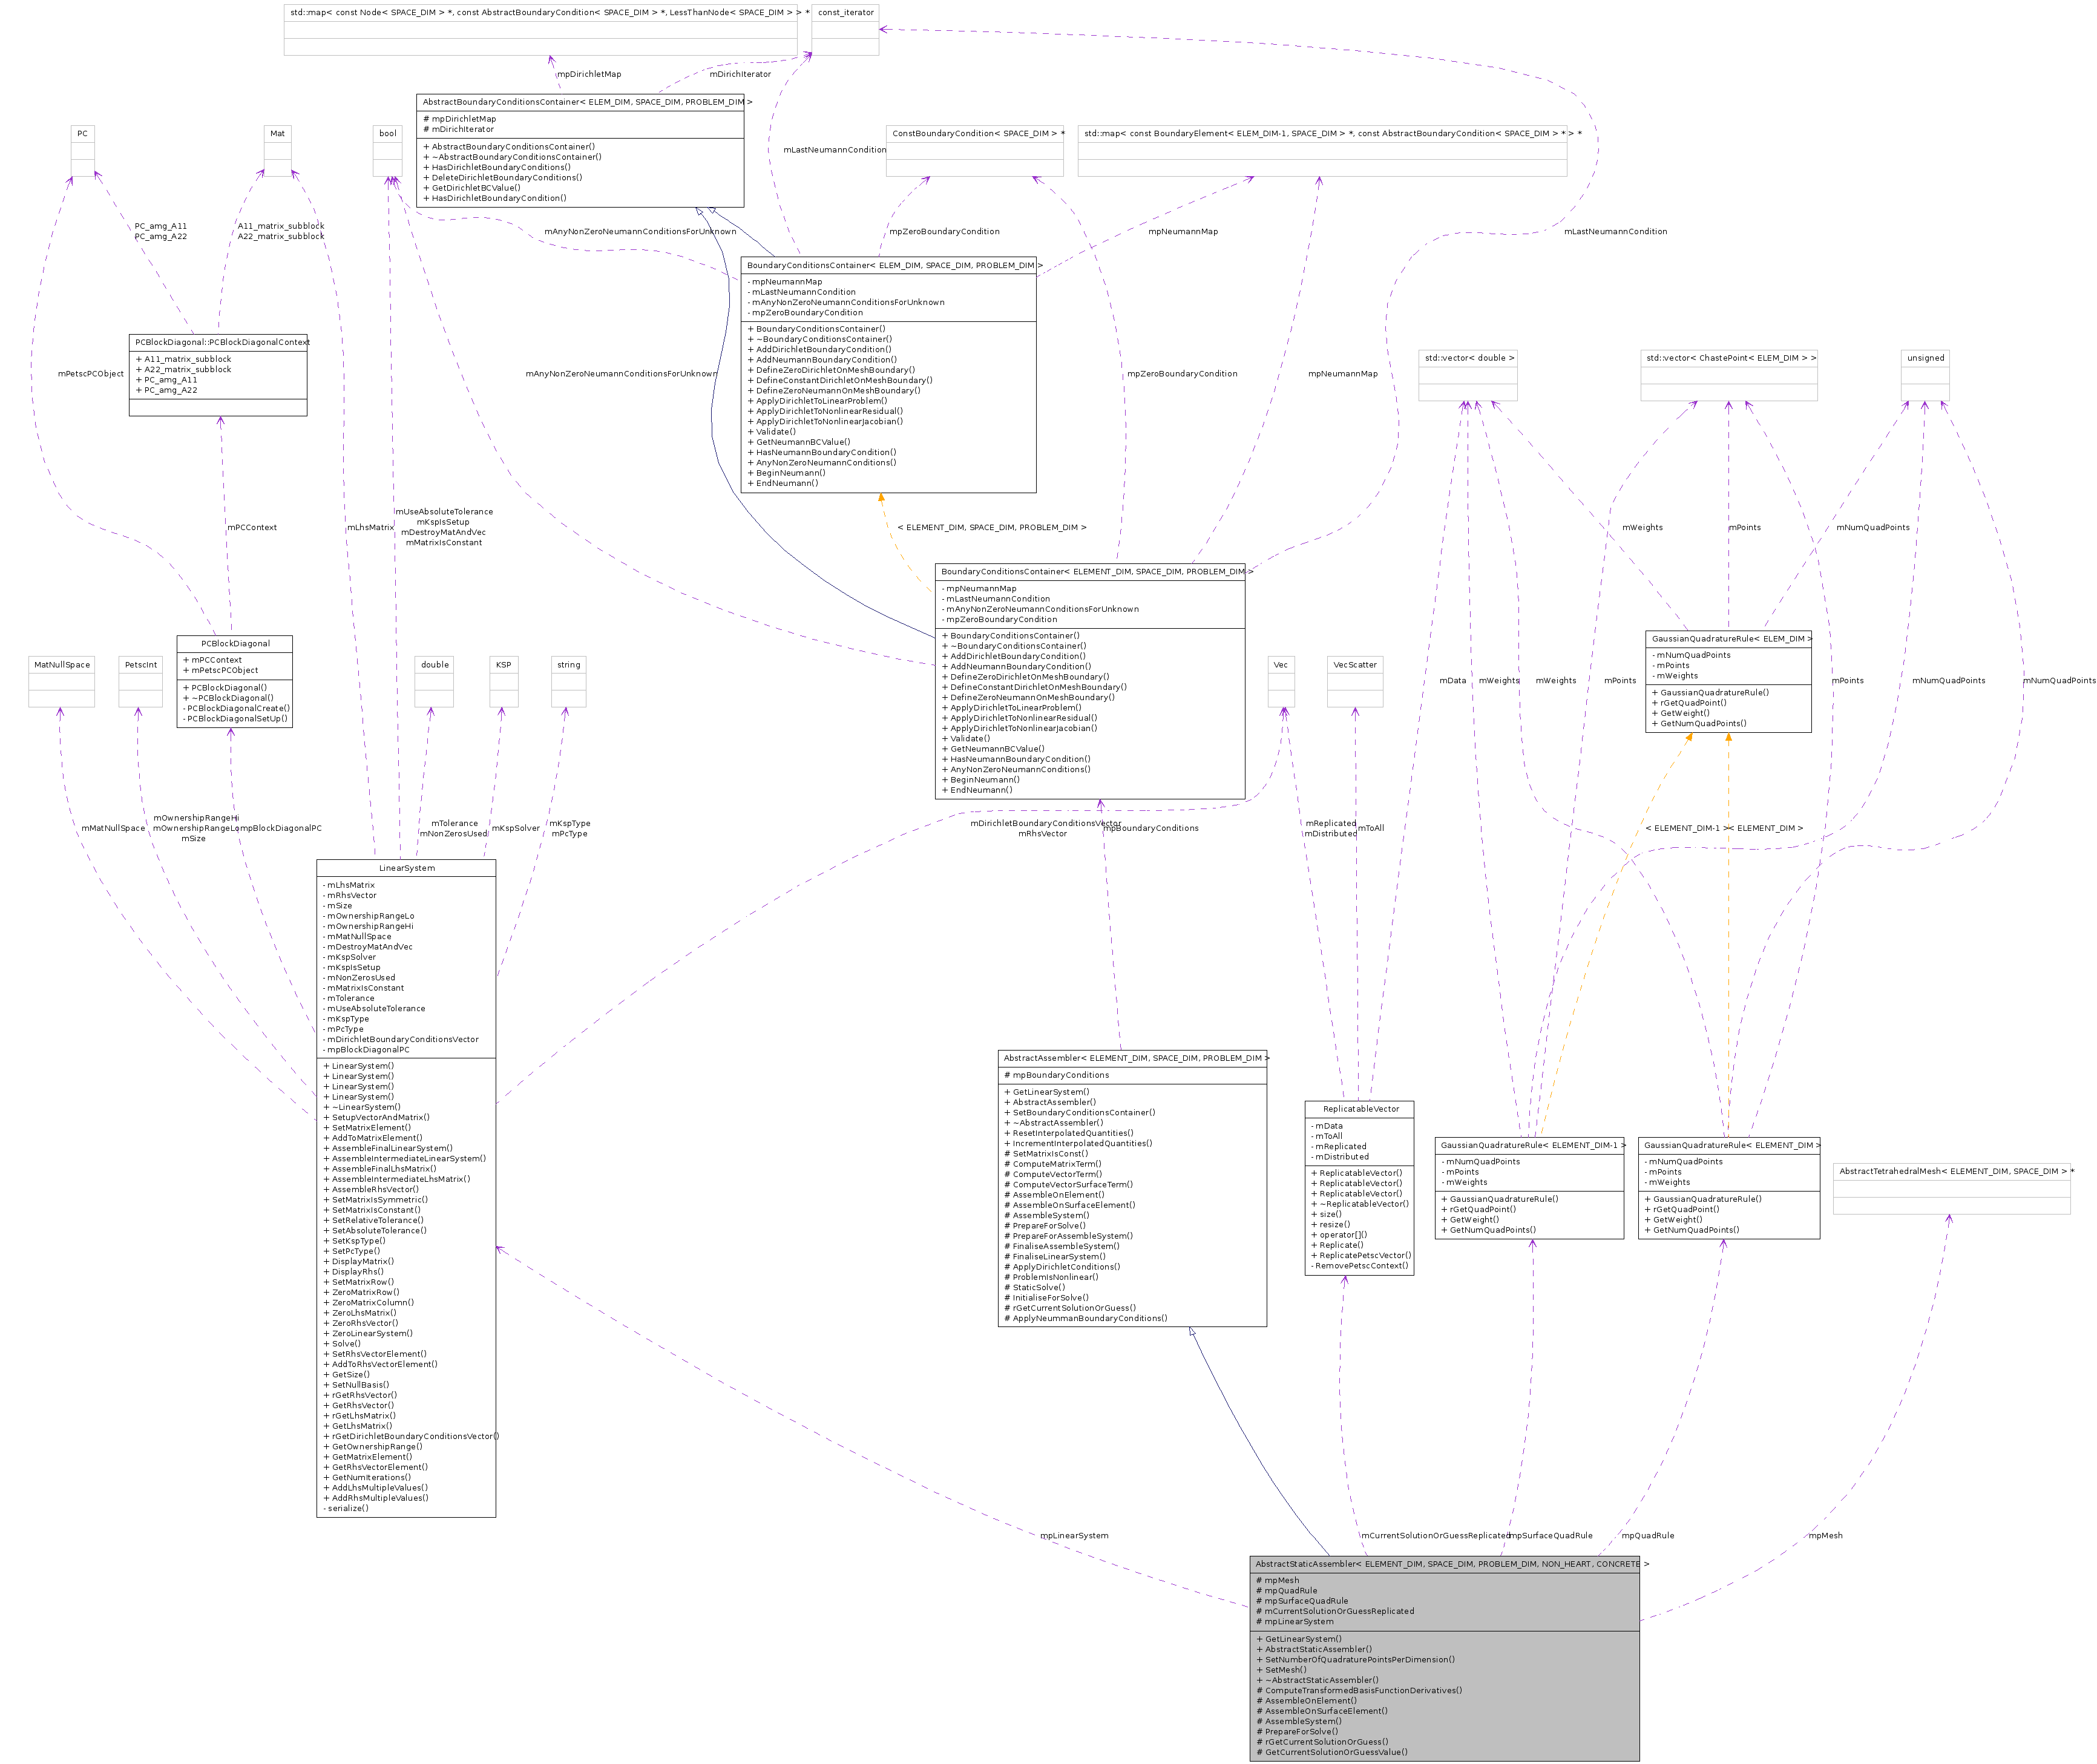 std::map< const Node< SPACE_DIM > *, const AbstractBoundaryCondition< SPACE_DIM > *, LessThanNode< SPACE_DIM > > *
const_iterator
mpDirichletMap
mDirichIterator
AbstractBoundaryConditionsContainer< ELEM_DIM, SPACE_DIM, PROBLEM_DIM >
# mpDirichletMap
# mDirichIterator
+ AbstractBoundaryConditionsContainer()
+ ~AbstractBoundaryConditionsContainer()
+ HasDirichletBoundaryConditions()
+ DeleteDirichletBoundaryConditions()
+ GetDirichletBCValue()
+ HasDirichletBoundaryCondition()
PC
Mat
bool
ConstBoundaryCondition< SPACE_DIM > *
std::map< const BoundaryElement< ELEM_DIM-1, SPACE_DIM > *, const AbstractBoundaryCondition< SPACE_DIM > * > *
mLastNeumannCondition
PC_amg_A11
PC_amg_A22
A11_matrix_subblock
A22_matrix_subblock
mAnyNonZeroNeumannConditionsForUnknown
mpZeroBoundaryCondition
mpNeumannMap
mLastNeumannCondition
BoundaryConditionsContainer< ELEM_DIM, SPACE_DIM, PROBLEM_DIM >
- mpNeumannMap
- mLastNeumannCondition
- mAnyNonZeroNeumannConditionsForUnknown
- mpZeroBoundaryCondition
+ BoundaryConditionsContainer()
+ ~BoundaryConditionsContainer()
+ AddDirichletBoundaryCondition()
+ AddNeumannBoundaryCondition()
+ DefineZeroDirichletOnMeshBoundary()
+ DefineConstantDirichletOnMeshBoundary()
+ DefineZeroNeumannOnMeshBoundary()
+ ApplyDirichletToLinearProblem()
+ ApplyDirichletToNonlinearResidual()
+ ApplyDirichletToNonlinearJacobian()
+ Validate()
+ GetNeumannBCValue()
+ HasNeumannBoundaryCondition()
+ AnyNonZeroNeumannConditions()
+ BeginNeumann()
+ EndNeumann()
PCBlockDiagonal::PCBlockDiagonalContext
+ A11_matrix_subblock
+ A22_matrix_subblock
+ PC_amg_A11
+ PC_amg_A22
mPetscPCObject
mAnyNonZeroNeumannConditionsForUnknown
mpZeroBoundaryCondition
mpNeumannMap
std::vector< double >
std::vector< ChastePoint< ELEM_DIM > >
unsigned
mPCContext
mLhsMatrix
mUseAbsoluteTolerance
mKspIsSetup
mDestroyMatAndVec
mMatrixIsConstant
< ELEMENT_DIM, SPACE_DIM, PROBLEM_DIM >
mWeights
mPoints
mNumQuadPoints
BoundaryConditionsContainer< ELEMENT_DIM, SPACE_DIM, PROBLEM_DIM >
- mpNeumannMap
- mLastNeumannCondition
- mAnyNonZeroNeumannConditionsForUnknown
- mpZeroBoundaryCondition
+ BoundaryConditionsContainer()
+ ~BoundaryConditionsContainer()
+ AddDirichletBoundaryCondition()
+ AddNeumannBoundaryCondition()
+ DefineZeroDirichletOnMeshBoundary()
+ DefineConstantDirichletOnMeshBoundary()
+ DefineZeroNeumannOnMeshBoundary()
+ ApplyDirichletToLinearProblem()
+ ApplyDirichletToNonlinearResidual()
+ ApplyDirichletToNonlinearJacobian()
+ Validate()
+ GetNeumannBCValue()
+ HasNeumannBoundaryCondition()
+ AnyNonZeroNeumannConditions()
+ BeginNeumann()
+ EndNeumann()
MatNullSpace
PetscInt
PCBlockDiagonal
+ mPCContext
+ mPetscPCObject
+ PCBlockDiagonal()
+ ~PCBlockDiagonal()
- PCBlockDiagonalCreate()
- PCBlockDiagonalSetUp()
double
KSP
string
Vec
VecScatter
GaussianQuadratureRule< ELEM_DIM >
- mNumQuadPoints
- mPoints
- mWeights
+ GaussianQuadratureRule()
+ rGetQuadPoint()
+ GetWeight()
+ GetNumQuadPoints()
mData
mWeights
mWeights
mPoints
mPoints
mNumQuadPoints
mNumQuadPoints
mMatNullSpace
mOwnershipRangeHi
mOwnershipRangeLo
mSize
mpBlockDiagonalPC
mTolerance
mNonZerosUsed
mKspSolver
mKspType
mPcType
mDirichletBoundaryConditionsVector
mRhsVector
mpBoundaryConditions
mReplicated
mDistributed
mToAll
< ELEMENT_DIM-1 >
< ELEMENT_DIM >
LinearSystem
- mLhsMatrix
- mRhsVector
- mSize
- mOwnershipRangeLo
- mOwnershipRangeHi
- mMatNullSpace
- mDestroyMatAndVec
- mKspSolver
- mKspIsSetup
- mNonZerosUsed
- mMatrixIsConstant
- mTolerance
- mUseAbsoluteTolerance
- mKspType
- mPcType
- mDirichletBoundaryConditionsVector
- mpBlockDiagonalPC
+ LinearSystem()
+ LinearSystem()
+ LinearSystem()
+ LinearSystem()
+ ~LinearSystem()
+ SetupVectorAndMatrix()
+ SetMatrixElement()
+ AddToMatrixElement()
+ AssembleFinalLinearSystem()
+ AssembleIntermediateLinearSystem()
+ AssembleFinalLhsMatrix()
+ AssembleIntermediateLhsMatrix()
+ AssembleRhsVector()
+ SetMatrixIsSymmetric()
+ SetMatrixIsConstant()
+ SetRelativeTolerance()
+ SetAbsoluteTolerance()
+ SetKspType()
+ SetPcType()
+ DisplayMatrix()
+ DisplayRhs()
+ SetMatrixRow()
+ ZeroMatrixRow()
+ ZeroMatrixColumn()
+ ZeroLhsMatrix()
+ ZeroRhsVector()
+ ZeroLinearSystem()
+ Solve()
+ SetRhsVectorElement()
+ AddToRhsVectorElement()
+ GetSize()
+ SetNullBasis()
+ rGetRhsVector()
+ GetRhsVector()
+ rGetLhsMatrix()
+ GetLhsMatrix()
+ rGetDirichletBoundaryConditionsVector()
+ GetOwnershipRange()
+ GetMatrixElement()
+ GetRhsVectorElement()
+ GetNumIterations()
+ AddLhsMultipleValues()
+ AddRhsMultipleValues()
- serialize()
AbstractAssembler< ELEMENT_DIM, SPACE_DIM, PROBLEM_DIM >
# mpBoundaryConditions
+ GetLinearSystem()
+ AbstractAssembler()
+ SetBoundaryConditionsContainer()
+ ~AbstractAssembler()
+ ResetInterpolatedQuantities()
+ IncrementInterpolatedQuantities()
# SetMatrixIsConst()
# ComputeMatrixTerm()
# ComputeVectorTerm()
# ComputeVectorSurfaceTerm()
# AssembleOnElement()
# AssembleOnSurfaceElement()
# AssembleSystem()
# PrepareForSolve()
# PrepareForAssembleSystem()
# FinaliseAssembleSystem()
# FinaliseLinearSystem()
# ApplyDirichletConditions()
# ProblemIsNonlinear()
# StaticSolve()
# InitialiseForSolve()
# rGetCurrentSolutionOrGuess()
# ApplyNeummanBoundaryConditions()
ReplicatableVector
- mData
- mToAll
- mReplicated
- mDistributed
+ ReplicatableVector()
+ ReplicatableVector()
+ ReplicatableVector()
+ ~ReplicatableVector()
+ size()
+ resize()
+ operator[]()
+ Replicate()
+ ReplicatePetscVector()
- RemovePetscContext()
GaussianQuadratureRule< ELEMENT_DIM-1 >
- mNumQuadPoints
- mPoints
- mWeights
+ GaussianQuadratureRule()
+ rGetQuadPoint()
+ GetWeight()
+ GetNumQuadPoints()
GaussianQuadratureRule< ELEMENT_DIM >
- mNumQuadPoints
- mPoints
- mWeights
+ GaussianQuadratureRule()
+ rGetQuadPoint()
+ GetWeight()
+ GetNumQuadPoints()
AbstractTetrahedralMesh< ELEMENT_DIM, SPACE_DIM > *
mpLinearSystem
mCurrentSolutionOrGuessReplicated
mpSurfaceQuadRule
mpQuadRule
mpMesh
AbstractStaticAssembler< ELEMENT_DIM, SPACE_DIM, PROBLEM_DIM, NON_HEART, CONCRETE >
# mpMesh
# mpQuadRule
# mpSurfaceQuadRule
# mCurrentSolutionOrGuessReplicated
# mpLinearSystem
+ GetLinearSystem()
+ AbstractStaticAssembler()
+ SetNumberOfQuadraturePointsPerDimension()
+ SetMesh()
+ ~AbstractStaticAssembler()
# ComputeTransformedBasisFunctionDerivatives()
# AssembleOnElement()
# AssembleOnSurfaceElement()
# AssembleSystem()
# PrepareForSolve()
# rGetCurrentSolutionOrGuess()
# GetCurrentSolutionOrGuessValue()